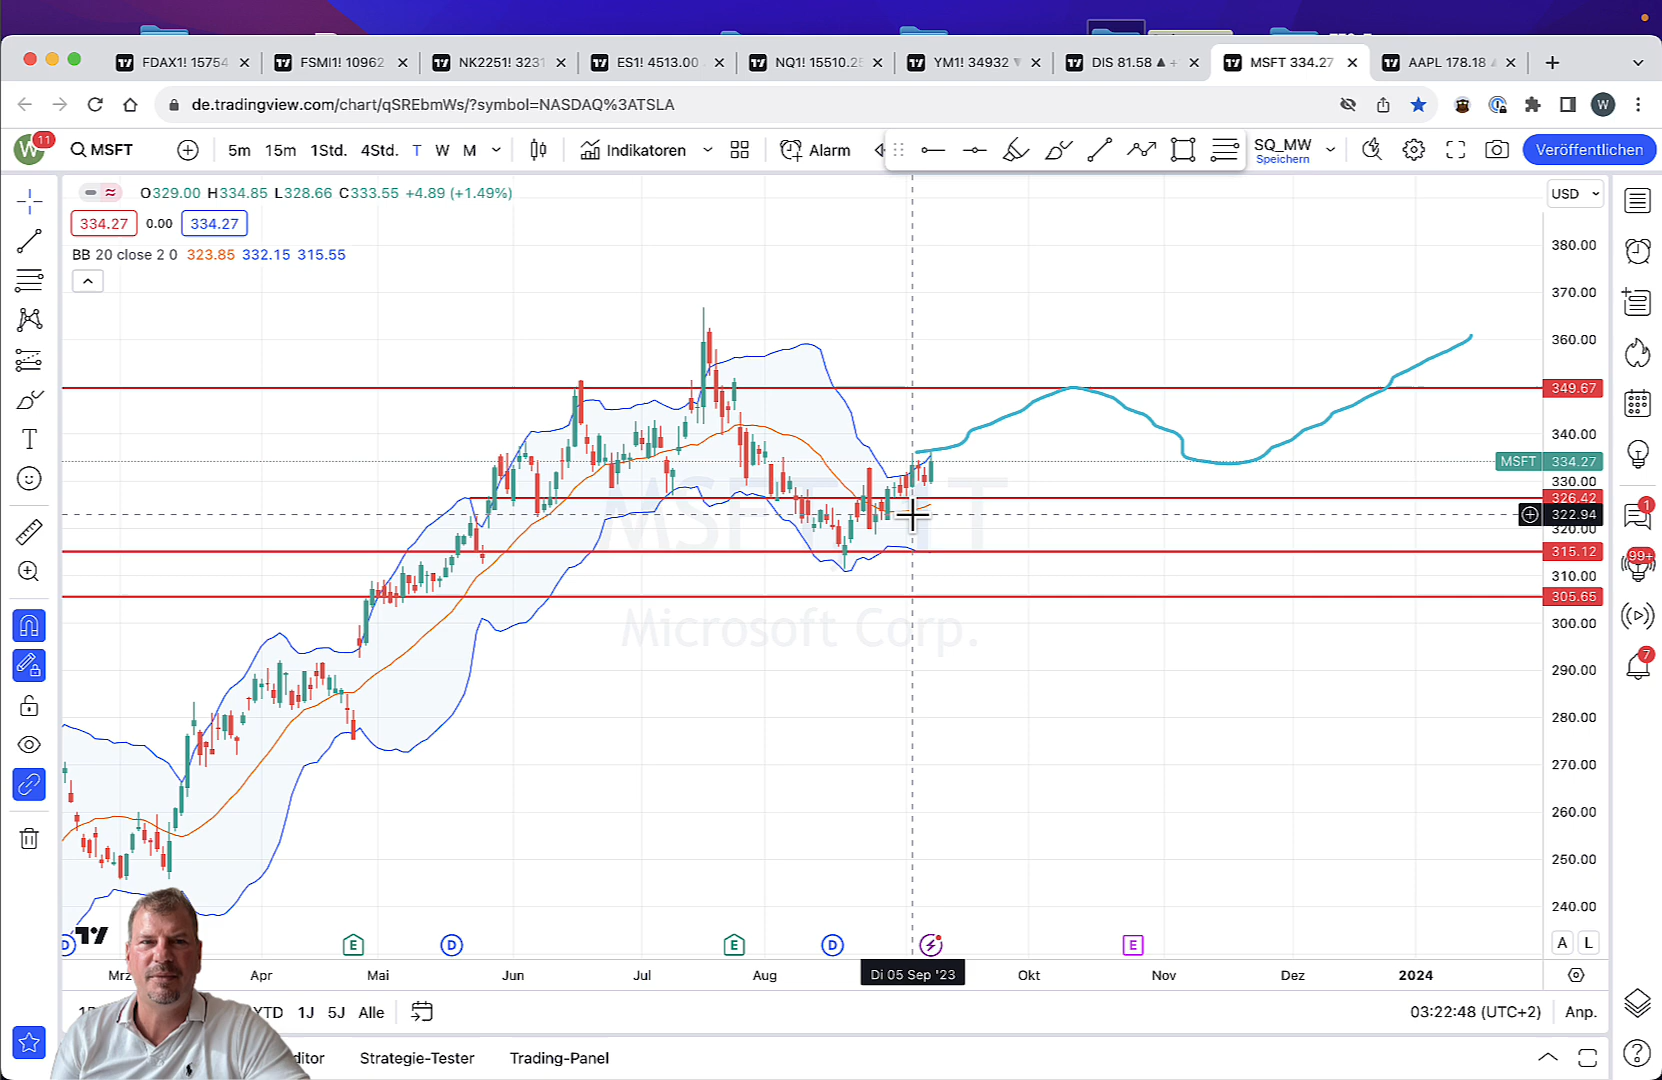 FDAX1! 15754
FSMI1! 10962
NK2251! 3231
ES1! 4513.00
NQ1! 15510.25
YM1! 34932
DIS 81.58
MSFT 334.27
AAPL 178.18
de.tradingview.com/chart/qSREbmWs/?symbol=NASDAQ%3ATSLA
W
W 11
MSFT
5m 15m 1Std. 4Std. T W M
Indikatoren
Alarm
SQ_MW
Speichern
Veröffentlichen
O329.00 H334.85 L328.66 C333.55 +4.89 (+1.49%)
USD
334.27 0.00 334.27
BB 20 close 2 0 323.85 332.15 315.55
380.00
370.00
360.00
349.67
340.00
MSFT 334.27
330.00
326.42
322.94
320.00
315.12
310.00
305.65
300.00
290.00
280.00
270.00
260.00
250.00
240.00
Microsoft Corp.
1
99+
7
D E D E D E
A L
Mrz Apr Mai Jun Jul Aug Di 05 Sep '23 Okt Nov Dez 2024
YTD 1J 5J Alle
03:22:48 (UTC+2) Anp.
ditor Strategie-Tester Trading-Panel